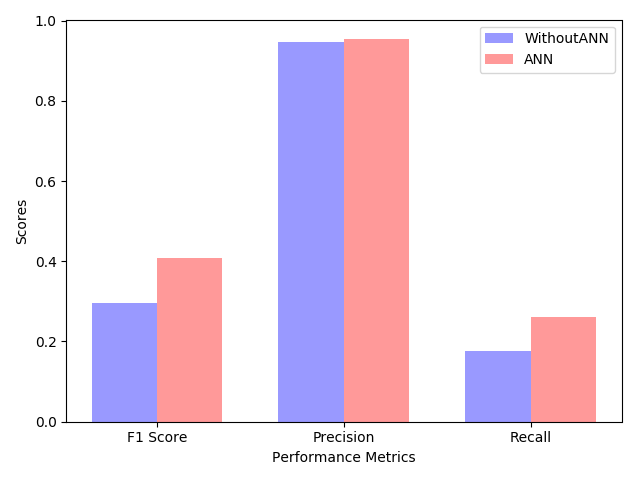 1.0
0.8
0.6
0.4
0.2
0.0
Scores
WithoutANN
ANN
F1 Score
Precision
Recall
Performance Metrics